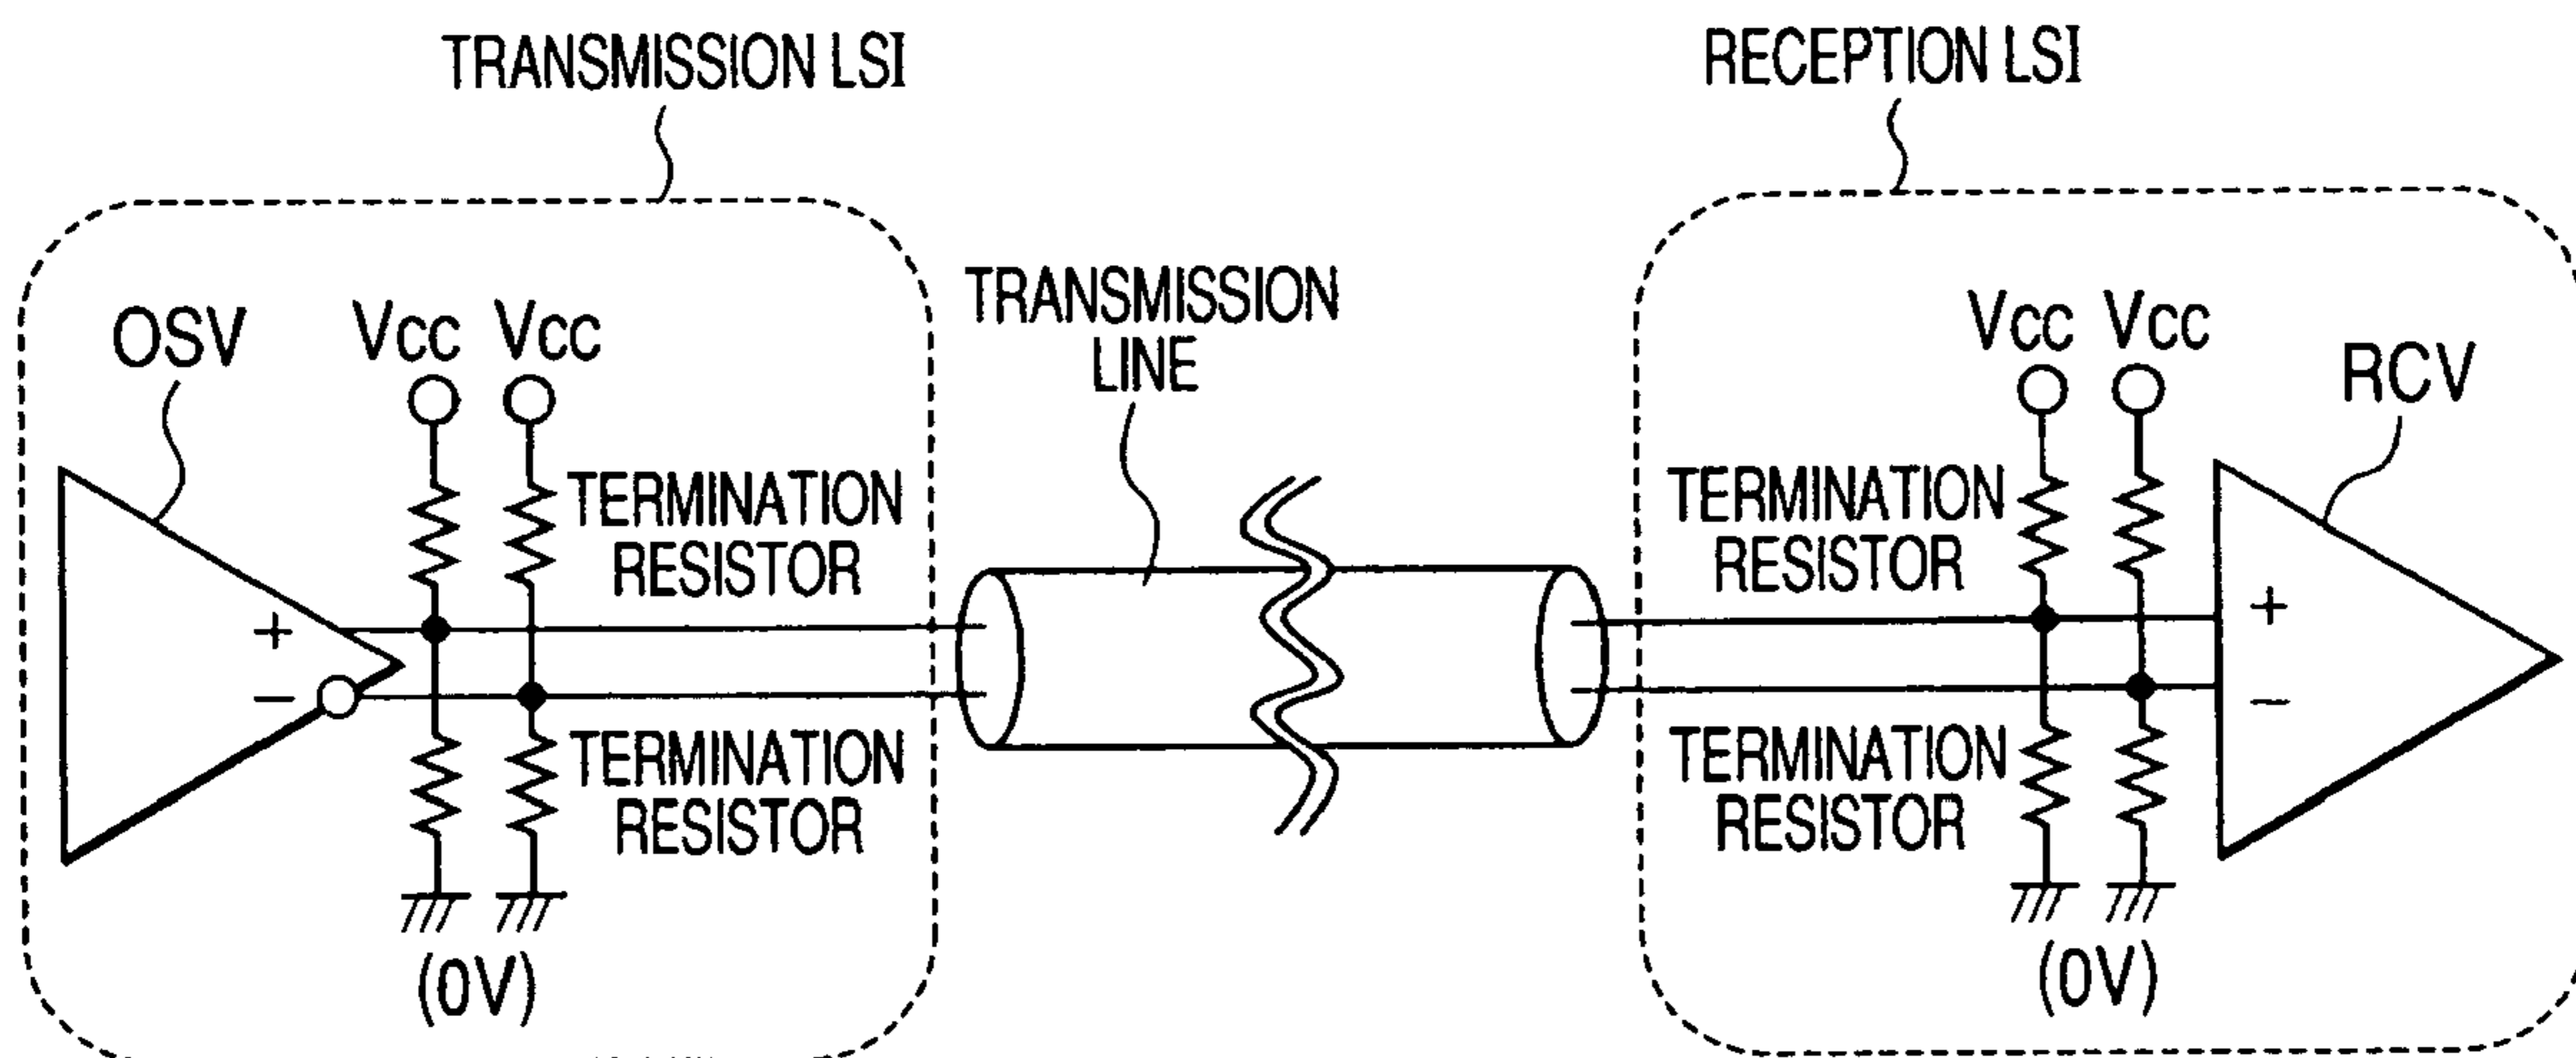 TRANSMISSION LSI
RECEPTION LSI
OSV
Vcc Vcc
TRANSMISSION
LINE
Vcc Vcc
RCV
TERMINATION
RESISTOR
TERMINATION
RESISTOR
+
−
+
−
TERMINATION
RESISTOR
TERMINATION
RESISTOR
(0V)
(0V)